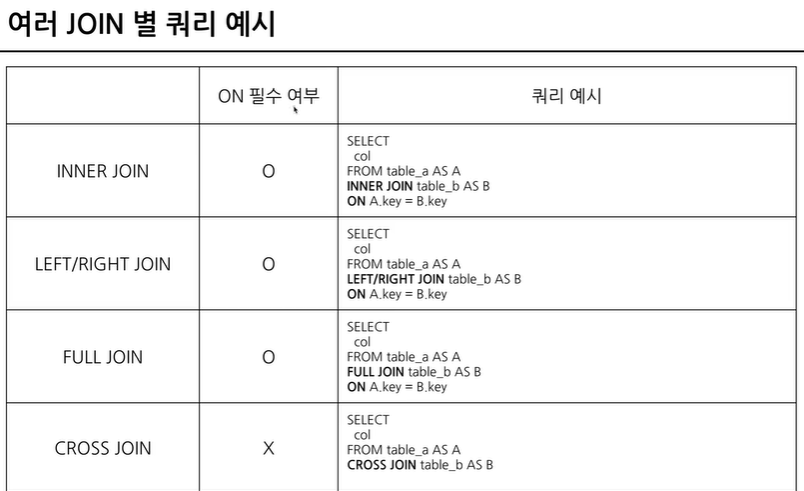 여러 JOIN 별 쿼리 예시
ON 필수 여부
쿼리 예시
INNER JOIN
O
SELECT
col
FROM table_a AS A
INNER JOIN table_b AS B
ON A.key = B.key
LEFT/RIGHT JOIN
O
SELECT
col
FROM table_a AS A
LEFT/RIGHT JOIN table_b AS B
ON A.key = B.key
FULL JOIN
O
SELECT
col
FROM table_a AS A
FULL JOIN table_b AS B
ON A.key = B.key
CROSS JOIN
X
SELECT
col
FROM table_a AS A
CROSS JOIN table_b AS B